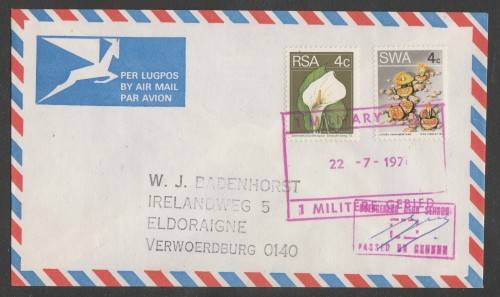 PER LUGPOS
BY AIR MAIL
PAR AVION
RSA 4c
SWA 4c
1 MILITARY
22 -7-197
1 MILITÊRE GEBIED
W. J. BADENHORST
IRELANDWEG 5
ELDORAIGNE
VERWOERDBURG 0140
SENSOR
PASSED BY CENSOR